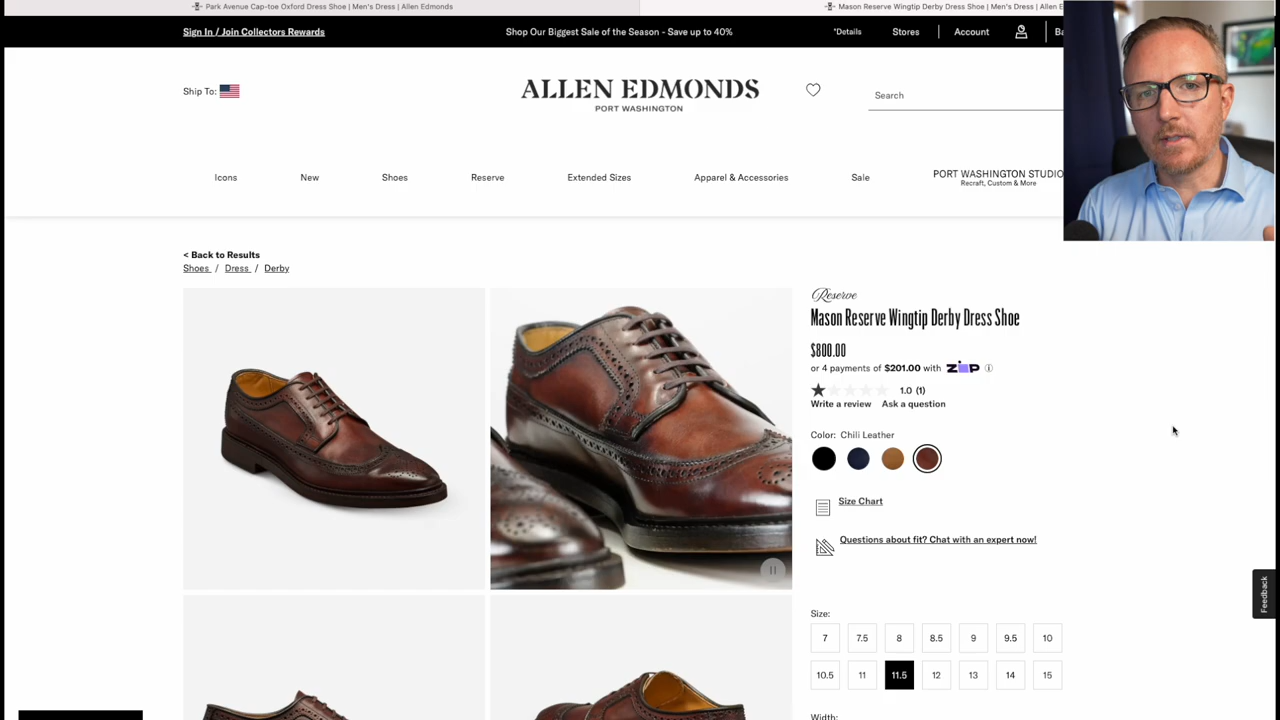 Park Avenue Cap-toe Oxford Dress Shoe | Men's Dress | Allen Edmonds
Mason Reserve Wingtip Derby Dress Shoe | Men's Dress | Allen E
Sign In / Join Collectors Rewards
Shop Our Biggest Sale of the Season - Save up to 40%
*Details
Stores
Account
Ba
Ship To:
ALLEN EDMONDS
PORT WASHINGTON
Search
Icons
New
Shoes
Reserve
Extended Sizes
Apparel & Accessories
Sale
PORT WASHINGTON STUDIO
Recraft, Custom & More
< Back to Results
Shoes / Dress / Derby
Reserve
Mason Reserve Wingtip Derby Dress Shoe
$800.00
or 4 payments of $201.00 with zip
1.0 (1)
Write a review Ask a question
Color: Chili Leather
Size Chart
Questions about fit? Chat with an expert now!
Size:
7 7.5 8 8.5 9 9.5 10
10.5 11 11.5 12 13 14 15
Width:
Feedback